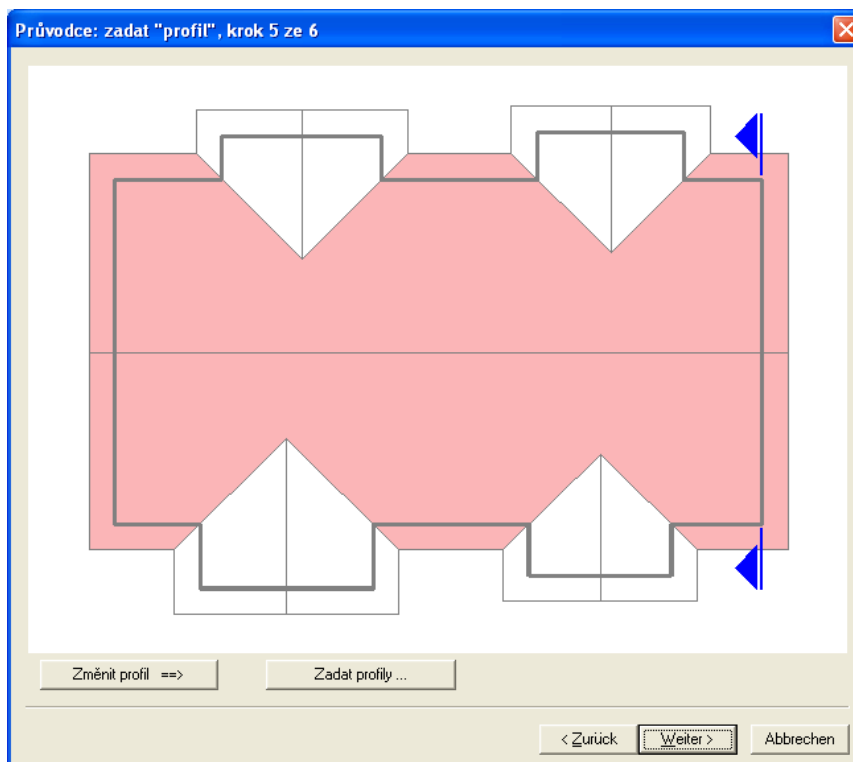 Průvodce: zadat "profil", krok 5 ze 6
Změnit profil ==>
Zadat profily ...
< Zurück
Weiter >
Abbrechen